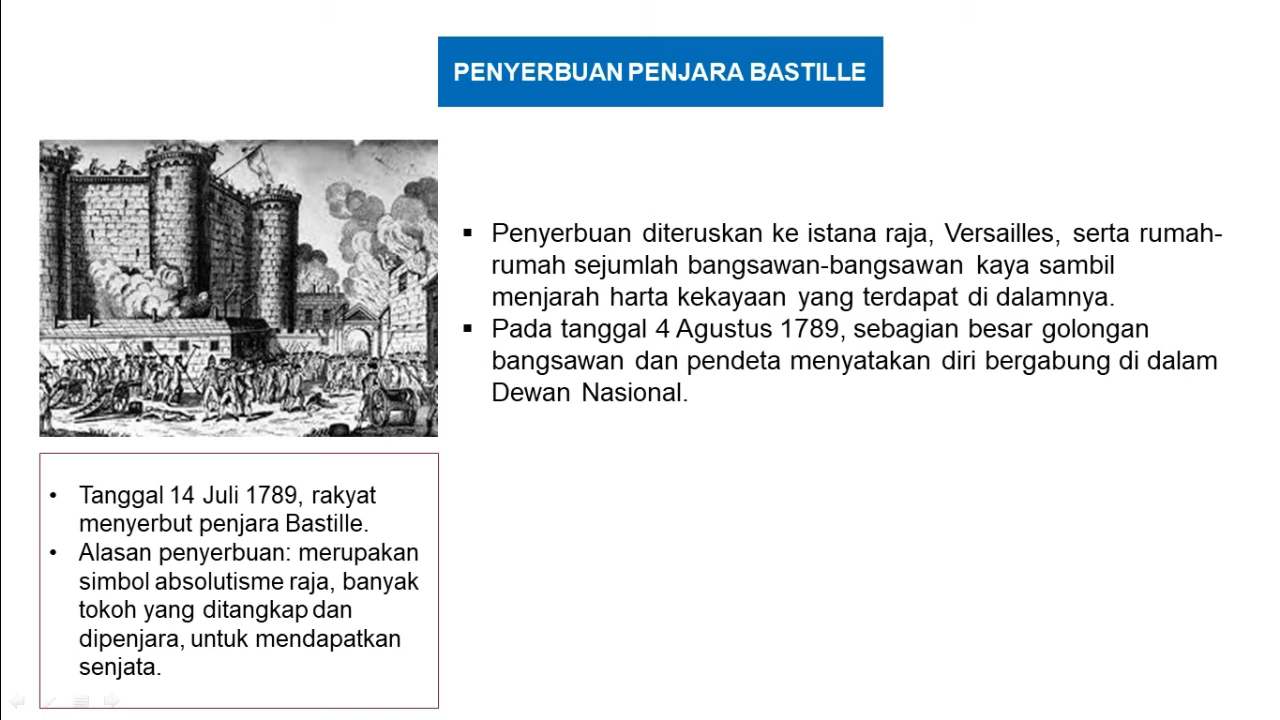 PENYERBUAN PENJARA BASTILLE
▪ Penyerbuan diteruskan ke istana raja, Versailles, serta rumah-
rumah sejumlah bangsawan-bangsawan kaya sambil
menjarah harta kekayaan yang terdapat di dalamnya.
▪ Pada tanggal 4 Agustus 1789, sebagian besar golongan
bangsawan dan pendeta menyatakan diri bergabung di dalam
Dewan Nasional.
• Tanggal 14 Juli 1789, rakyat
menyerbut penjara Bastille.
• Alasan penyerbuan: merupakan
simbol absolutisme raja, banyak
tokoh yang ditangkap dan
dipenjara, untuk mendapatkan
senjata.